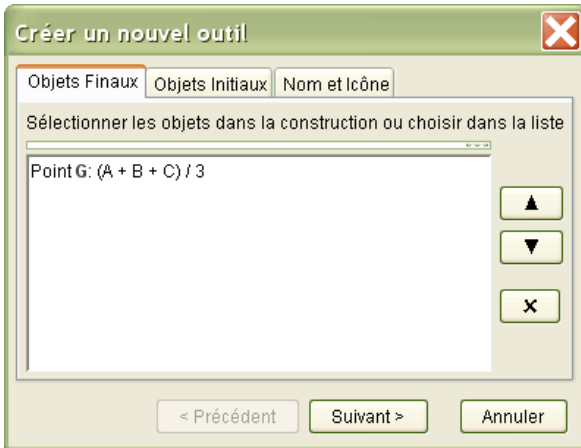 Créer un nouvel outil
Objets Finaux Objets Initiaux Nom et Icône
Sélectionner les objets dans la construction ou choisir dans la liste
Point G: (A + B + C) / 3
< Précédent Suivant > Annuler